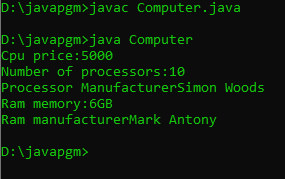 D:\javapgm>javac Computer.java
D:\javapgm>java Computer
Cpu price:5000
Number of processors:10
Processor ManufacturerSimon Woods
Ram memory:6GB
Ram manufacturerMark Antony
D:\javapgm>